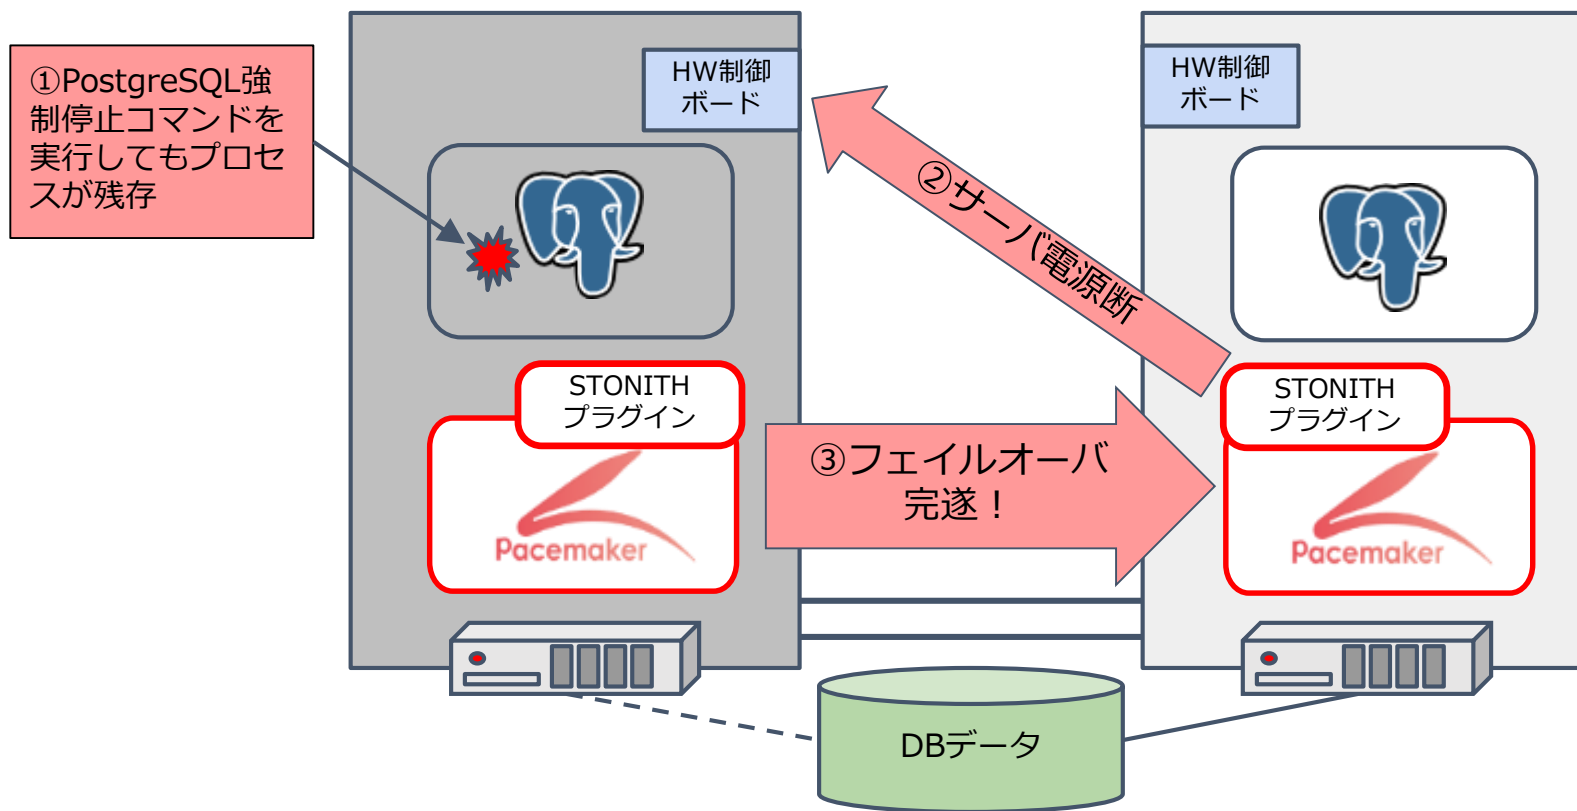 ①PostgreSQL強
制停止コマンドを
実行してもプロセ
スが残存
HW制御
ボード
HW制御
ボード
②サーバ電源断
STONITH
プラグイン
STONITH
プラグイン
③フェイルオーバ
完遂！
Pacemaker
Pacemaker
DBデータ